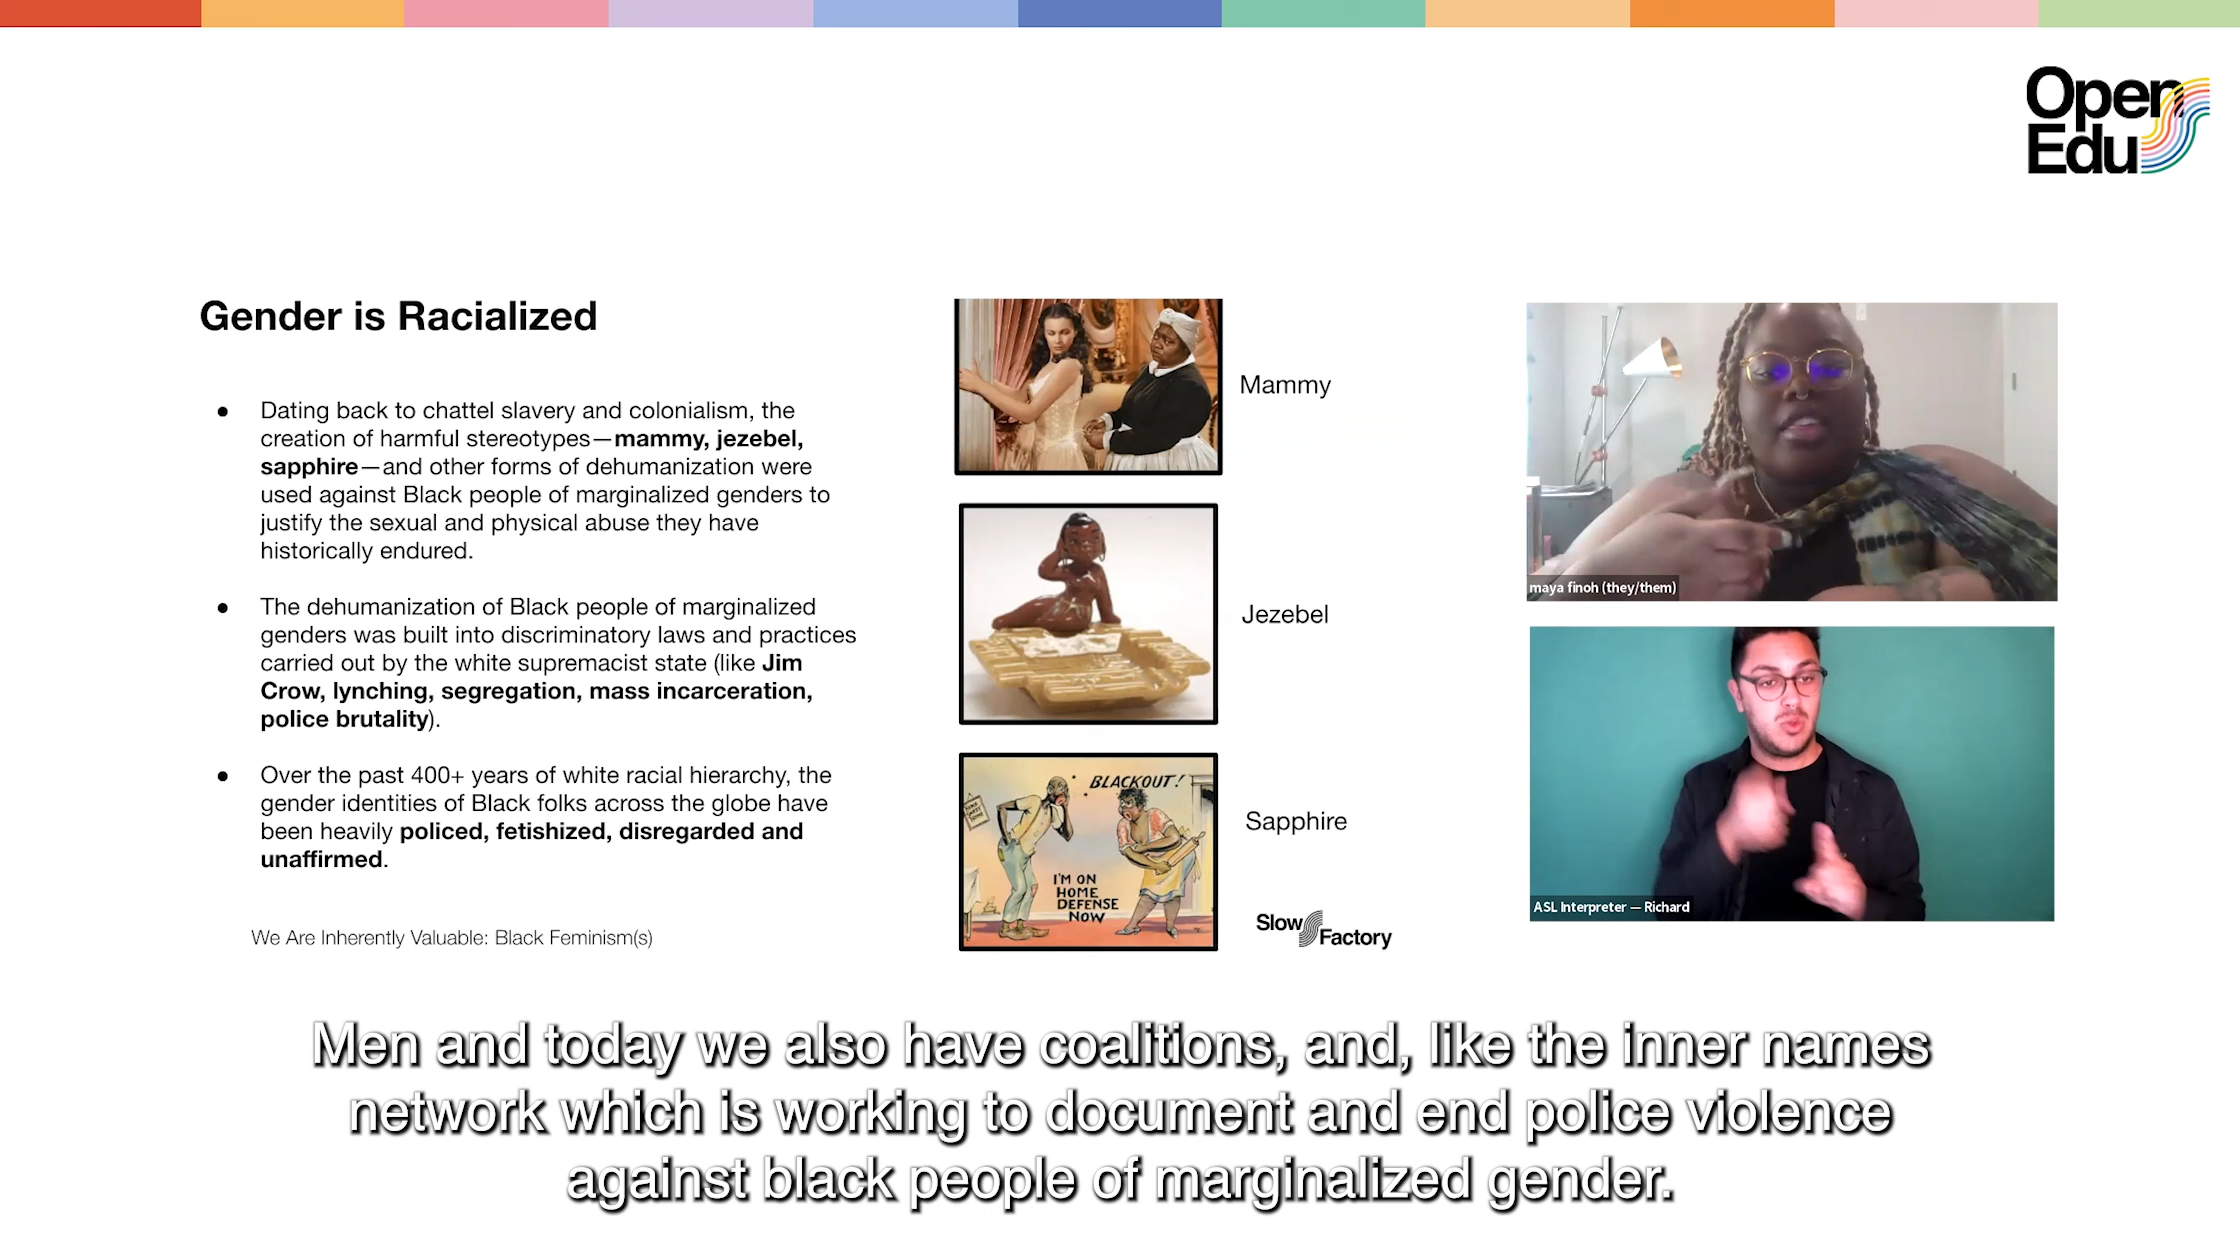 Open
Edu
Gender is Racialized
● Dating back to chattel slavery and colonialism, the
creation of harmful stereotypes—mammy, jezebel,
sapphire—and other forms of dehumanization were
used against Black people of marginalized genders to
justify the sexual and physical abuse they have
historically endured.
● The dehumanization of Black people of marginalized
genders was built into discriminatory laws and practices
carried out by the white supremacist state (like Jim
Crow, lynching, segregation, mass incarceration,
police brutality).
● Over the past 400+ years of white racial hierarchy, the
gender identities of Black folks across the globe have
been heavily policed, fetishized, disregarded and
unaffirmed.
We Are Inherently Valuable: Black Feminism(s)
Mammy
Jezebel
BLACKOUT!
I'M ON
HOME
DEFENSE
NOW
Sapphire
Slow
Factory
maya finoh (they/them)
ASL Interpreter — Richard
Men and today we also have coalitions, and, like the inner names
network which is working to document and end police violence
against black people of marginalized gender.